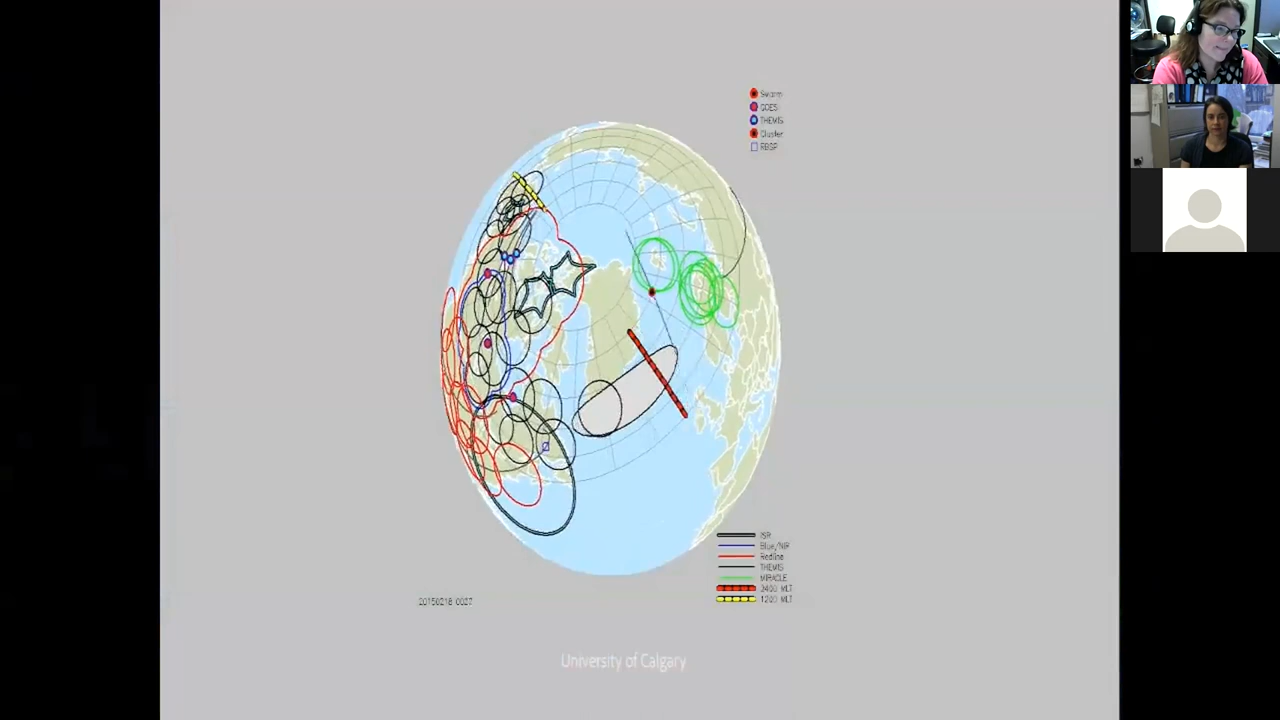 Swarm
GOES
THEMIS
Cluster
RBSP
ISR
Blue/NIR
Redline
THEMIS
MIRACLE
2400 MLT
1200 MLT
20150218 0027
University of Calgary